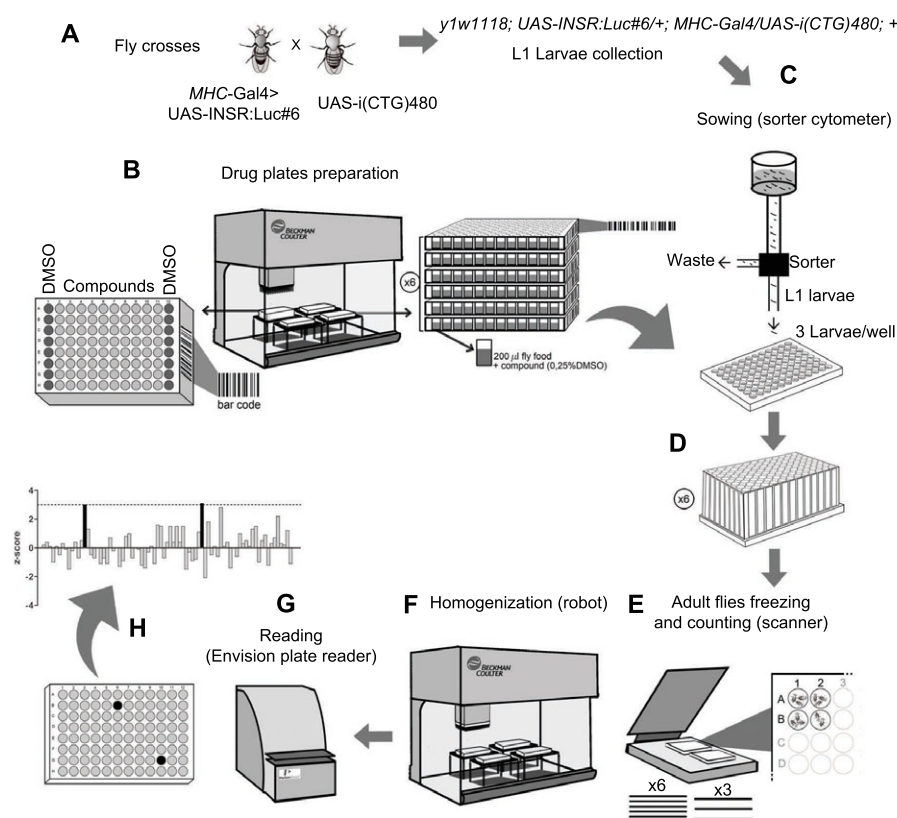 A
Fly crosses
X
MHC-Gal4>
UAS-INSR:Luc#6
UAS-i(CTG)480
y1w1118; UAS-INSR:Luc#6/+; MHC-Gal4/UAS-i(CTG)480; +
L1 Larvae collection
C
Sowing (sorter cytometer)
Waste
Sorter
L1 larvae
3 Larvae/well
B
Drug plates preparation
DMSO
Compounds
DMSO
bar code
BECKMAN
COULTER
x6
200 µl fly food
+ compound (0,25%DMSO)
D
x6
E
Adult flies freezing
and counting (scanner)
1 2 3
A
B
C
D
x6
x3
F
Homogenization (robot)
BECKMAN
COULTER
G
Reading
(Envision plate reader)
H
z-score
4
2
0
-2
-4